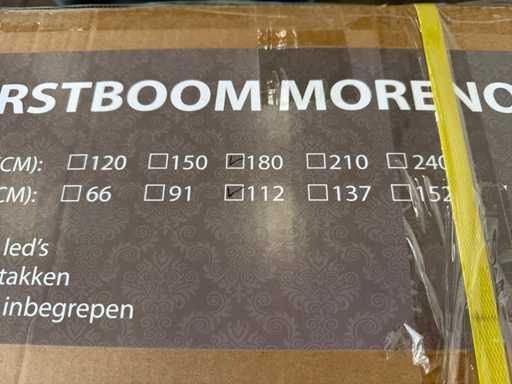 RSTBOOM MORENO
(CM): ☐120 ☐150 ☑180 ☐210 ☐240
CM): ☐66 ☐91 ☑112 ☐137 ☐152
led's
takken
inbegrepen